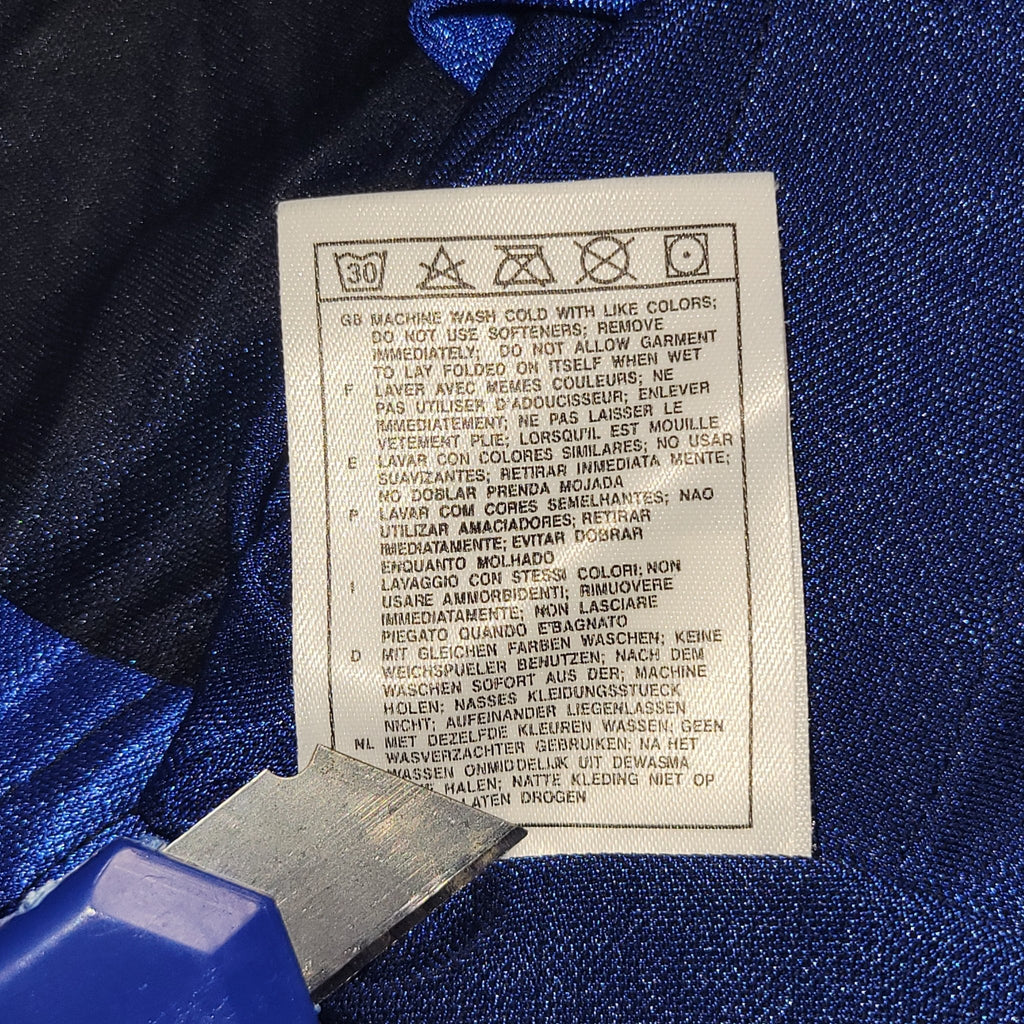 30
GB MACHINE WASH COLD WITH LIKE COLORS;
DO NOT USE SOFTENERS; REMOVE
IMMEDIATELY; DO NOT ALLOW GARMENT
TO LAY FOLDED ON ITSELF WHEN WET
F LAVER AVEC MEMES COULEURS; NE
PAS UTILISER D'ADOUCISSEUR; ENLEVER
IMMEDIATEMENT; NE PAS LAISSER LE
VETEMENT PLIE; LORSQU'IL EST MOUILLE
E LAVAR CON COLORES SIMILARES; NO USAR
SUAVIZANTES; RETIRAR INMEDIATA MENTE;
NO DOBLAR PRENDA MOJADA
P LAVAR COM CORES SEMELHANTES; NAO
UTILIZAR AMACIADORES; RETIRAR
IMEDIATAMENTE; EVITAR DOBRAR
ENQUANTO MOLHADO
I LAVAGGIO CON STESSI COLORI; NON
USARE AMMORBIDENTI; RIMUOVERE
IMMEDIATAMENTE; NON LASCIARE
PIEGATO QUANDO E'BAGNATO
D MIT GLEICHEN FARBEN WASCHEN; KEINE
WEICHSPUELER BENUTZEN; NACH DEM
WASCHEN SOFORT AUS DER; MACHINE
HOLEN; NASSES KLEIDUNGSSTUECK
NICHT; AUFEINANDER LIEGENLASSEN
NL MET DEZELFDE KLEUREN WASSEN; GEEN
WASVERZACHTER GEBRUIKEN; NA HET
WASSEN ONMIDDELIJK UIT DEWASMA
HALEN; NATTE KLEDING NIET OP
LATEN DROGEN